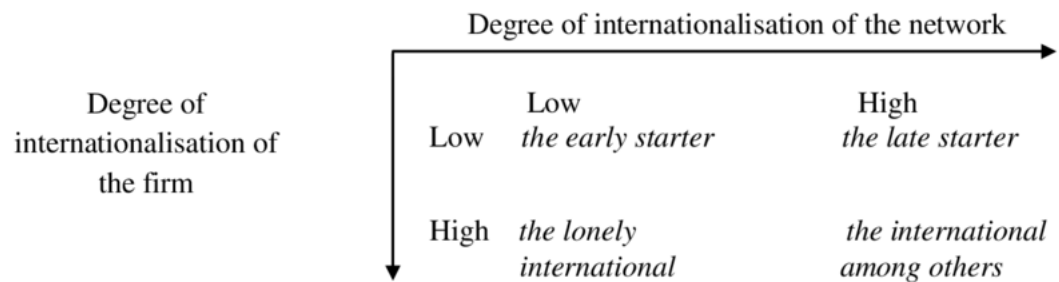 Degree of internationalisation of the network
Degree of
internationalisation of
the firm
Low High
Low the early starter the late starter
High the lonely the international
international among others